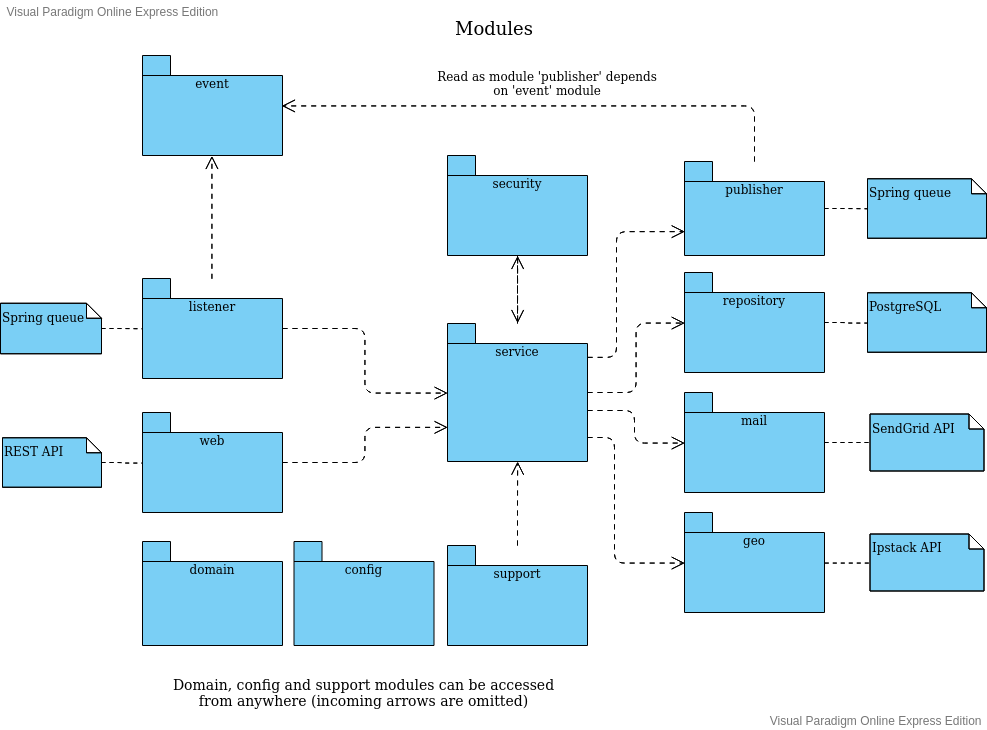 Visual Paradigm Online Express Edition
Modules
event
Read as module 'publisher' depends
on 'event' module
security
publisher
Spring queue
listener
Spring queue
repository
PostgreSQL
service
web
REST API
mail
SendGrid API
geo
Ipstack API
domain
config
support
Domain, config and support modules can be accessed
from anywhere (incoming arrows are omitted)
Visual Paradigm Online Express Edition